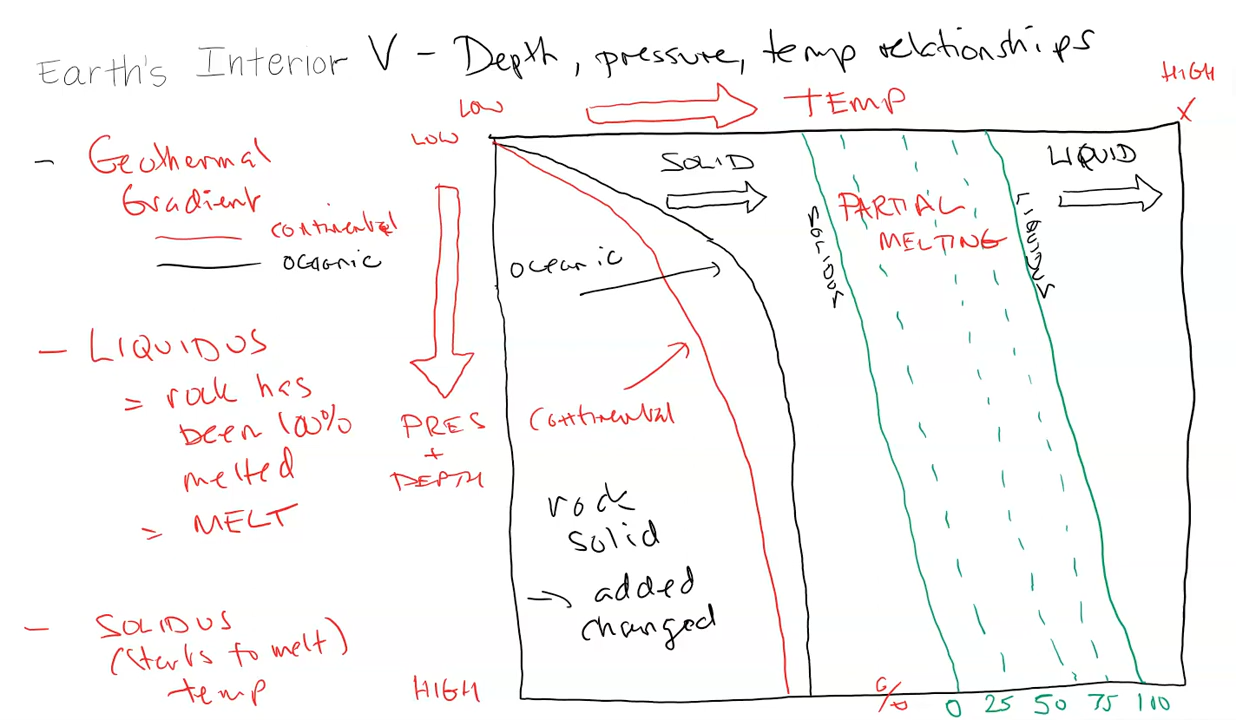 Earth's Interior V - Depth, pressure, temp relationships
LOW
TEMP
HIGH
X
LOW
- Geothermal
Gradient
continental
oceanic
- LIQUIDUS
= rock has
been 100%
melted
= MELT
- SOLIDUS
(starts to melt)
temp
PRES
+
DEPTH
HIGH
SOLID
PARTIAL
MELTING
LIQUID
SOLIDUS
LIQUIDUS
oceanic
continental
rock
solid
→ added
changed
%
0 25 50 75 100